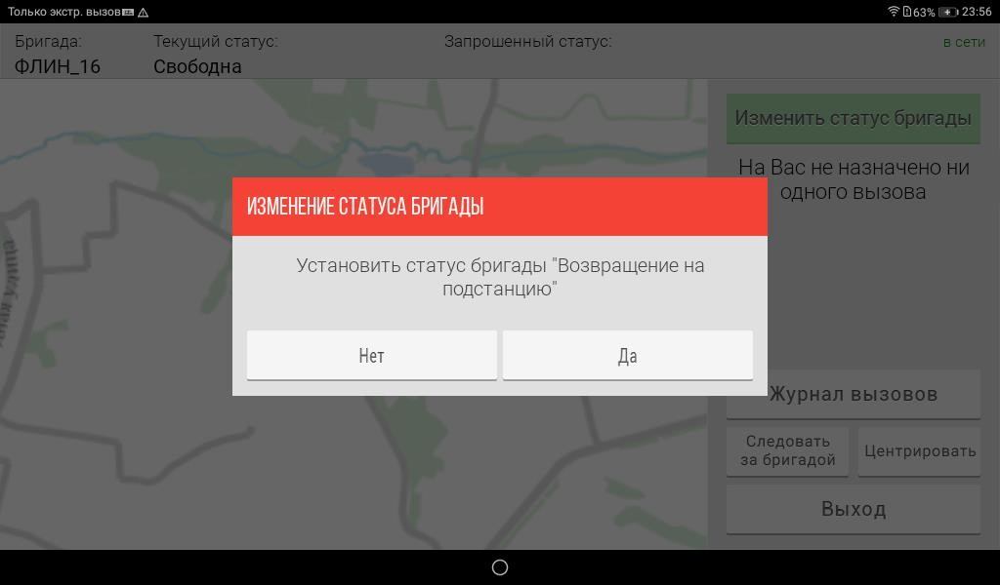 Только экстр. вызов
63%
23:56
Бригада:
Текущий статус:
Запрошенный статус:
в сети
ФЛИН_16
Свободна
Изменить статус бригады
На Вас не назначено ни
одного вызова
ИЗМЕНЕНИЕ СТАТУСА БРИГАДЫ
Установить статус бригады "Возвращение на
подстанцию"
Нет
Да
Журнал вызовов
Следовать
за бригадой
Центрировать
Выход